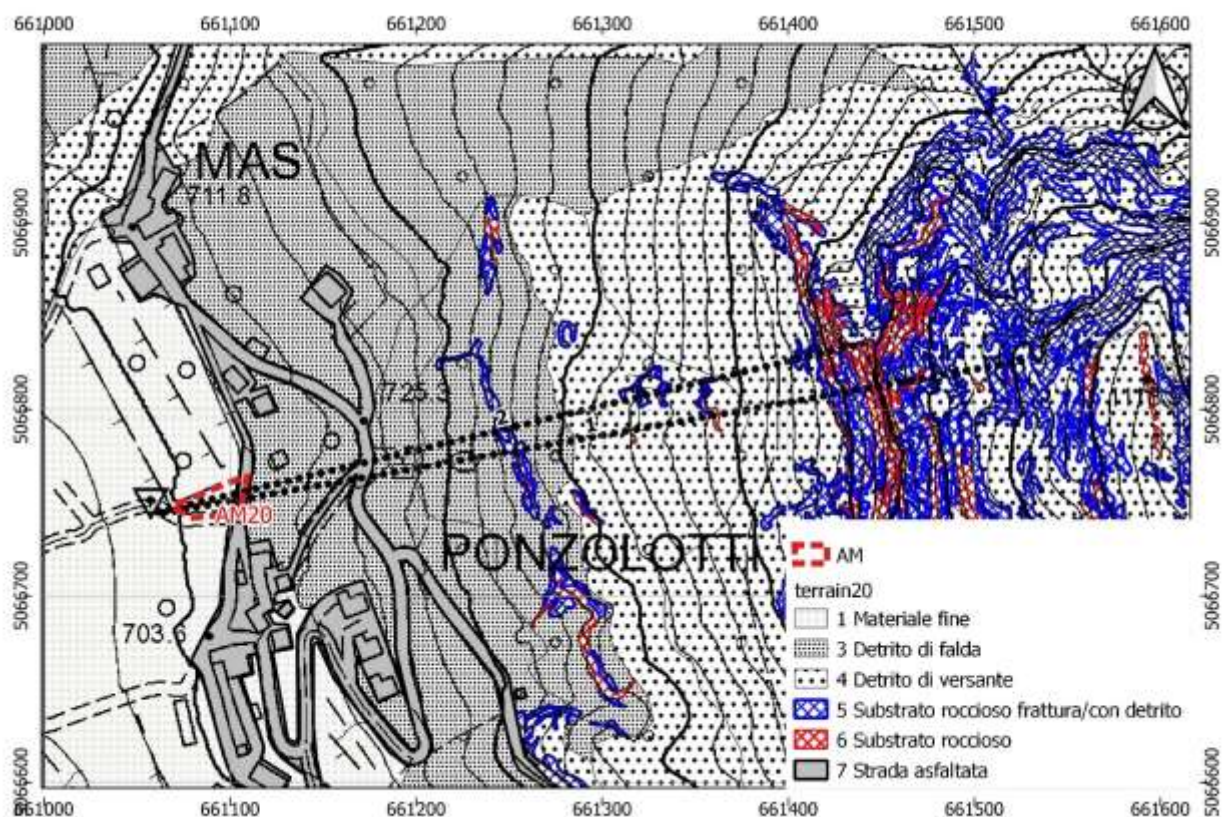 661000 661100 661200 661300 661400 661500 661600
5066900 5066900
MAS
711.8
725.3
5066800 5066800
2
1
AM20
PONZOLOTTI
5066700 5066700
703.6
AM
terrain20
1 Materiale fine
3 Detrito di falda
4 Detrito di versante
5 Substrato roccioso frattura/con detrito
6 Substrato roccioso
7 Strada asfaltata
5066600 5066600
661000 661100 661200 661300 661400 661500 661600